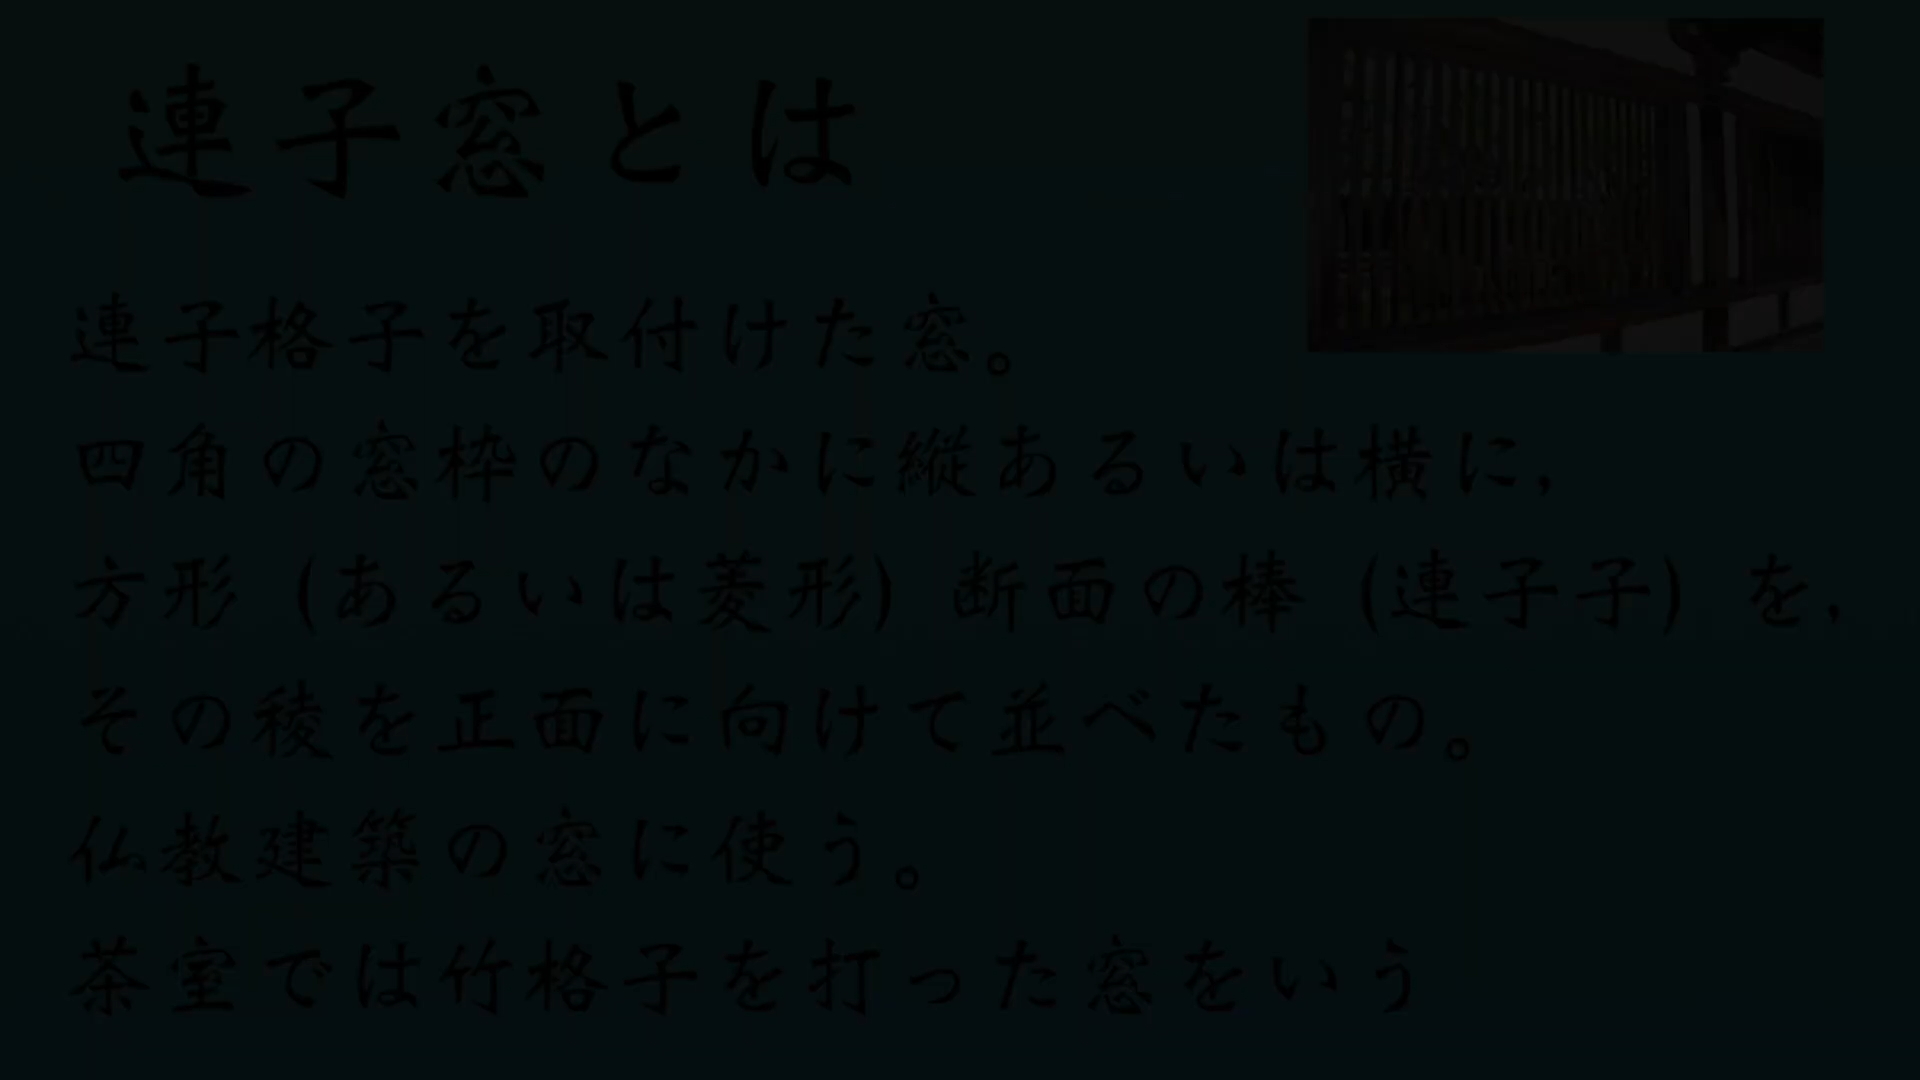 連子窓とは
連子格子を取付けた窓。
四角の窓枠のなかに縦あるいは横に,
方形（あるいは菱形）断面の棒（連子子）を,
その稜を正面に向けて並べたもの。
仏教建築の窓に使う。
茶室では竹格子を打った窓をいう